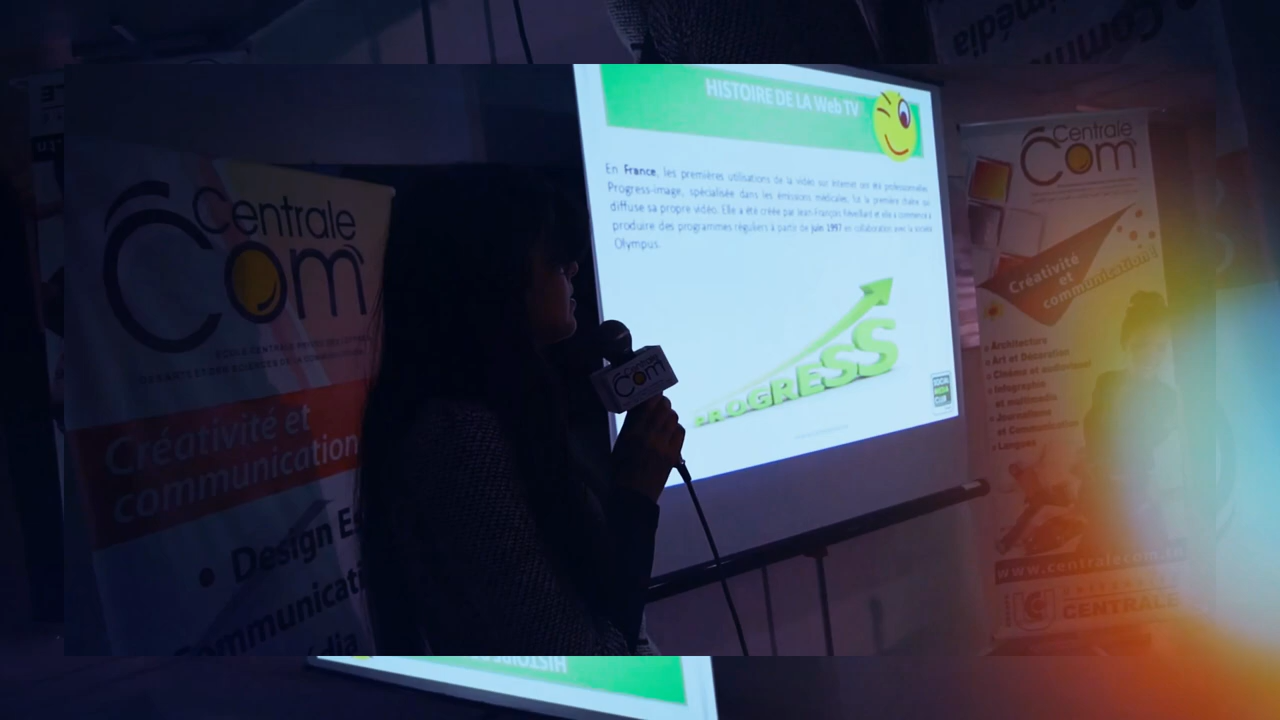 HISTOIRE DE LA Web TV
En France, les premières utilisations de la vidéo sur Internet ont été professionnelles.
Progress-image, spécialisée dans les émissions médicales, fut la première chaîne qui
diffuse sa propre vidéo. Elle a été créée par Jean-François et elle a commencé à
produire des programmes réguliers à partir de juin 1997 en collaboration avec la société
Olympus.
PROGRESS
SOCIAL
MEDIA
CLUB
Centrale
Com
Créativité et
communication
• Design
Communicati
Centrale
Com
Centrale
Com
Créativité
et
communication !
Architecture
Art et Décoration
Cinéma et audiovisuel
Infographie
et multimédia
Journalisme
et Communication
Langues
www.centralecom.tn
CENTRALE